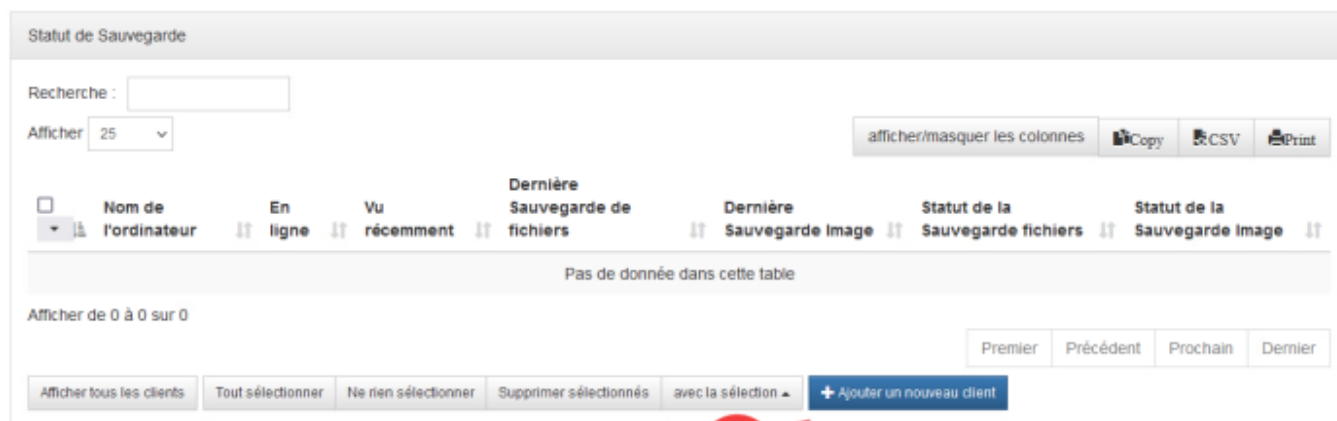 Statut de Sauvegarde
Recherche :
Afficher 25
afficher/masquer les colonnes Copy CSV Print
Nom de l'ordinateur En ligne Vu récemment Dernière Sauvegarde de fichiers Dernière Sauvegarde Image Statut de la Sauvegarde fichiers Statut de la Sauvegarde Image
Pas de donnée dans cette table
Afficher de 0 à 0 sur 0
Premier Précédent Prochain Dernier
Afficher tous les clients Tout sélectionner Ne rien sélectionner Supprimer sélectionnés avec la sélection + Ajouter un nouveau client